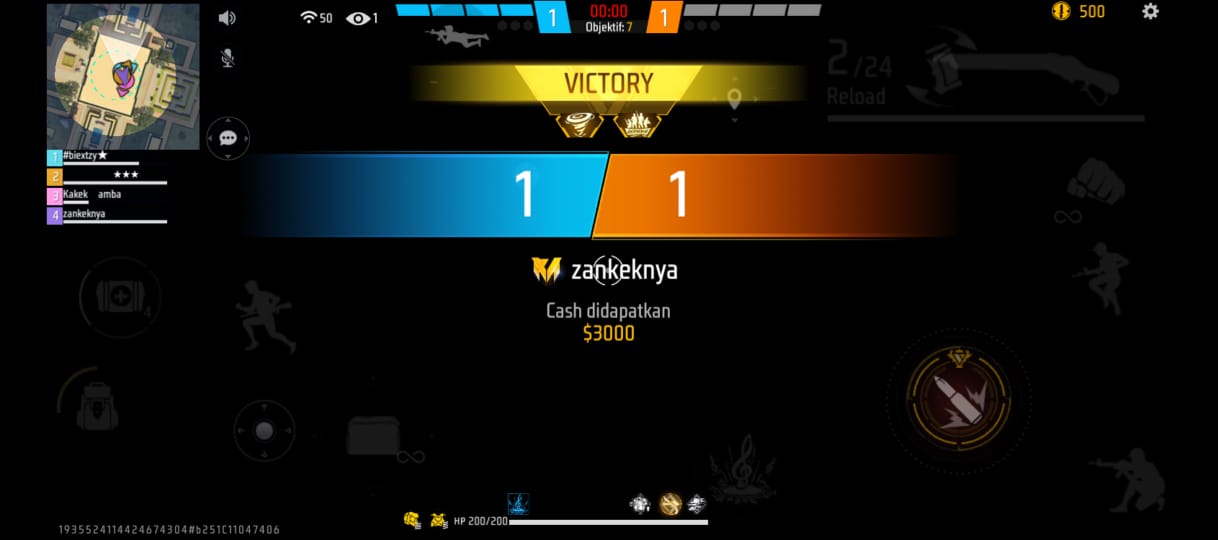 50
1
1
00:00
Objektif: 7
1
500
VICTORY
2/24
Reload
1 #biextzy★
2 ★★★
3 Kakek amba
4 zankeknya
1
1
zankeknya
Cash didapatkan
$3000
4
HP 200/200
1935524114424674304#b251C11047406